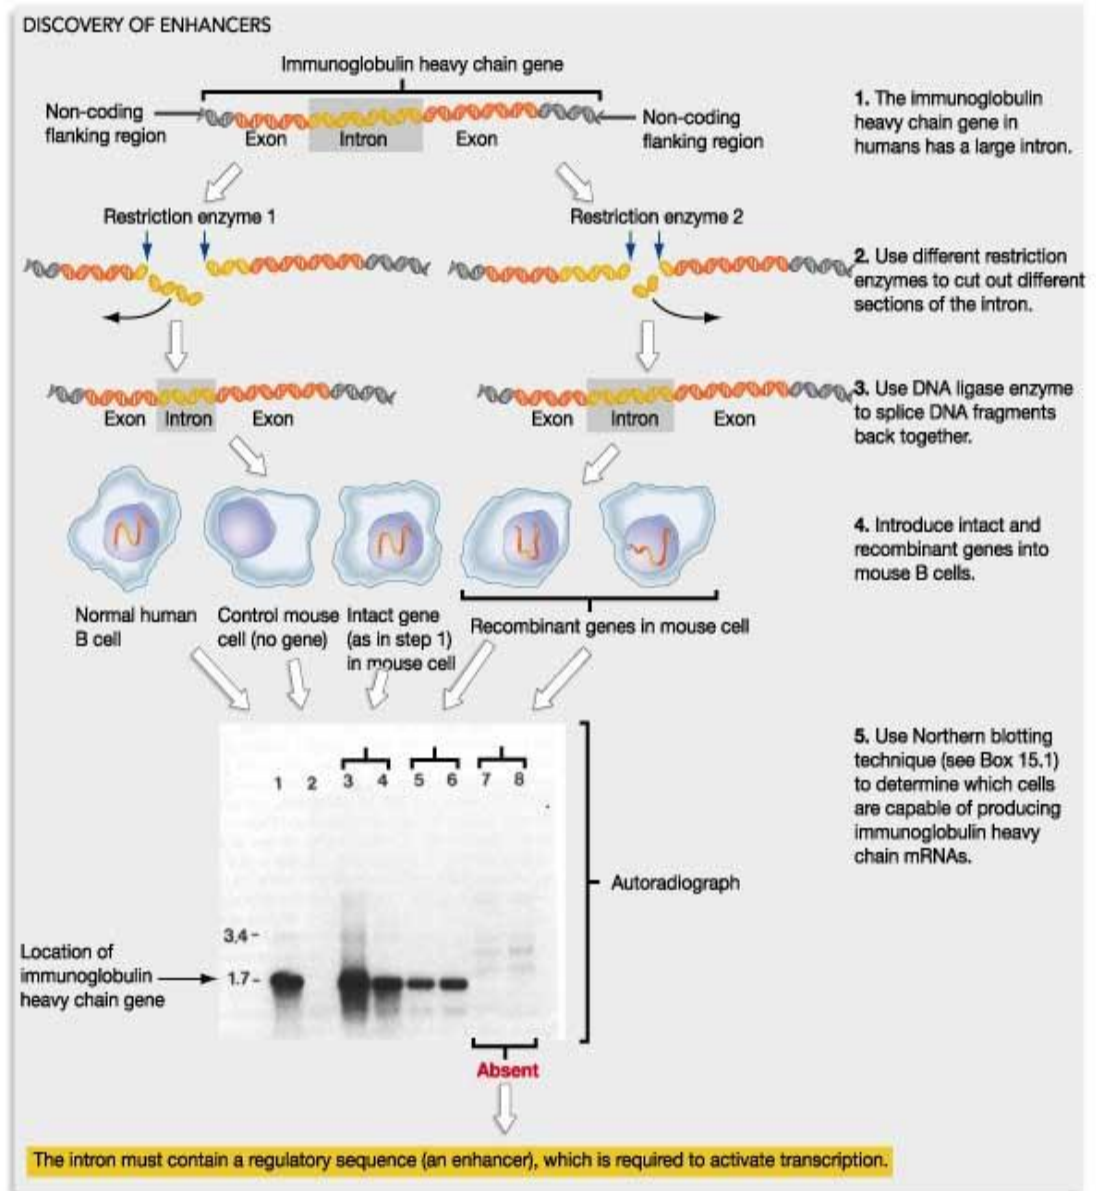 DISCOVERY OF ENHANCERS
Immunoglobulin heavy chain gene
Non-coding
flanking region
Exon
Intron
Exon
Non-coding
flanking region
1. The immunoglobulin
heavy chain gene in
humans has a large intron.
Restriction enzyme 1
Restriction enzyme 2
2. Use different restriction
enzymes to cut out different
sections of the intron.
Exon
Intron
Exon
Exon
Intron
Exon
3. Use DNA ligase enzyme
to splice DNA fragments
back together.
4. Introduce intact and
recombinant genes into
mouse B cells.
Normal human
B cell
Control mouse
cell (no gene)
Intact gene
(as in step 1)
in mouse cell
Recombinant genes in mouse cell
5. Use Northern blotting
technique (see Box 15.1)
to determine which cells
are capable of producing
immunoglobulin heavy
chain mRNAs.
1 2 3 4 5 6 7 8
Autoradiograph
3.4 –
Location of
immunoglobulin
heavy chain gene
1.7 –
Absent
The intron must contain a regulatory sequence (an enhancer), which is required to activate transcription.